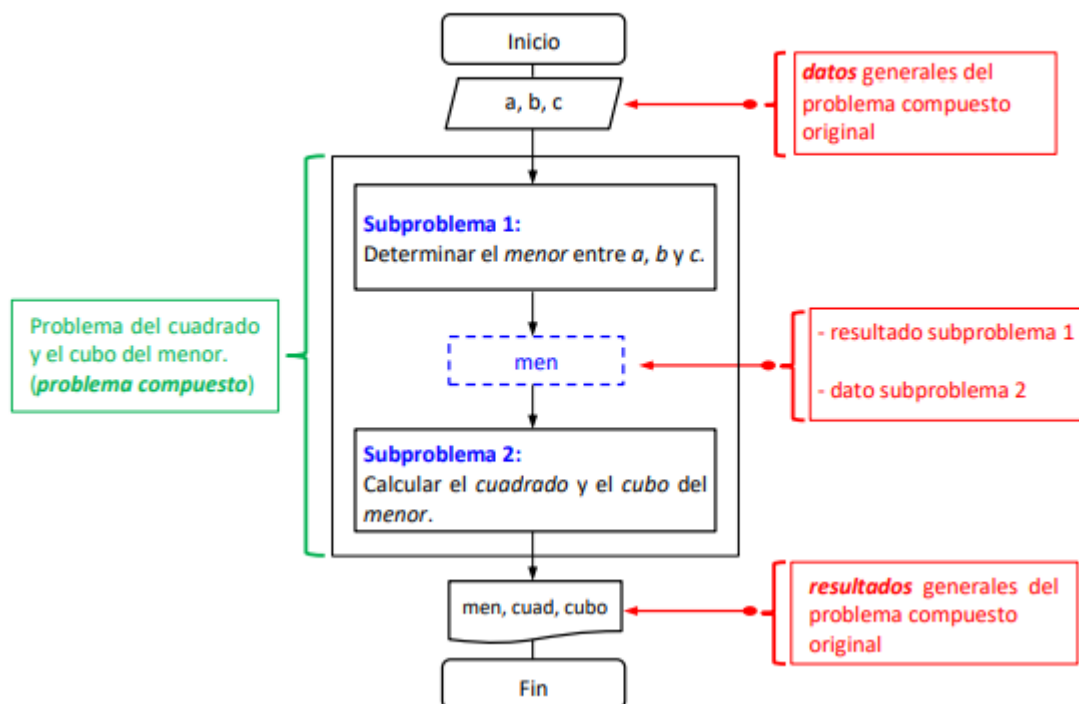 Inicio
a, b, c
datos generales del
problema compuesto
original
Subproblema 1:
Determinar el menor entre a, b y c.
Problema del cuadrado
y el cubo del menor.
(problema compuesto)
men
- resultado subproblema 1
- dato subproblema 2
Subproblema 2:
Calcular el cuadrado y el cubo del
menor.
men, cuad, cubo
resultados generales del
problema compuesto
original
Fin